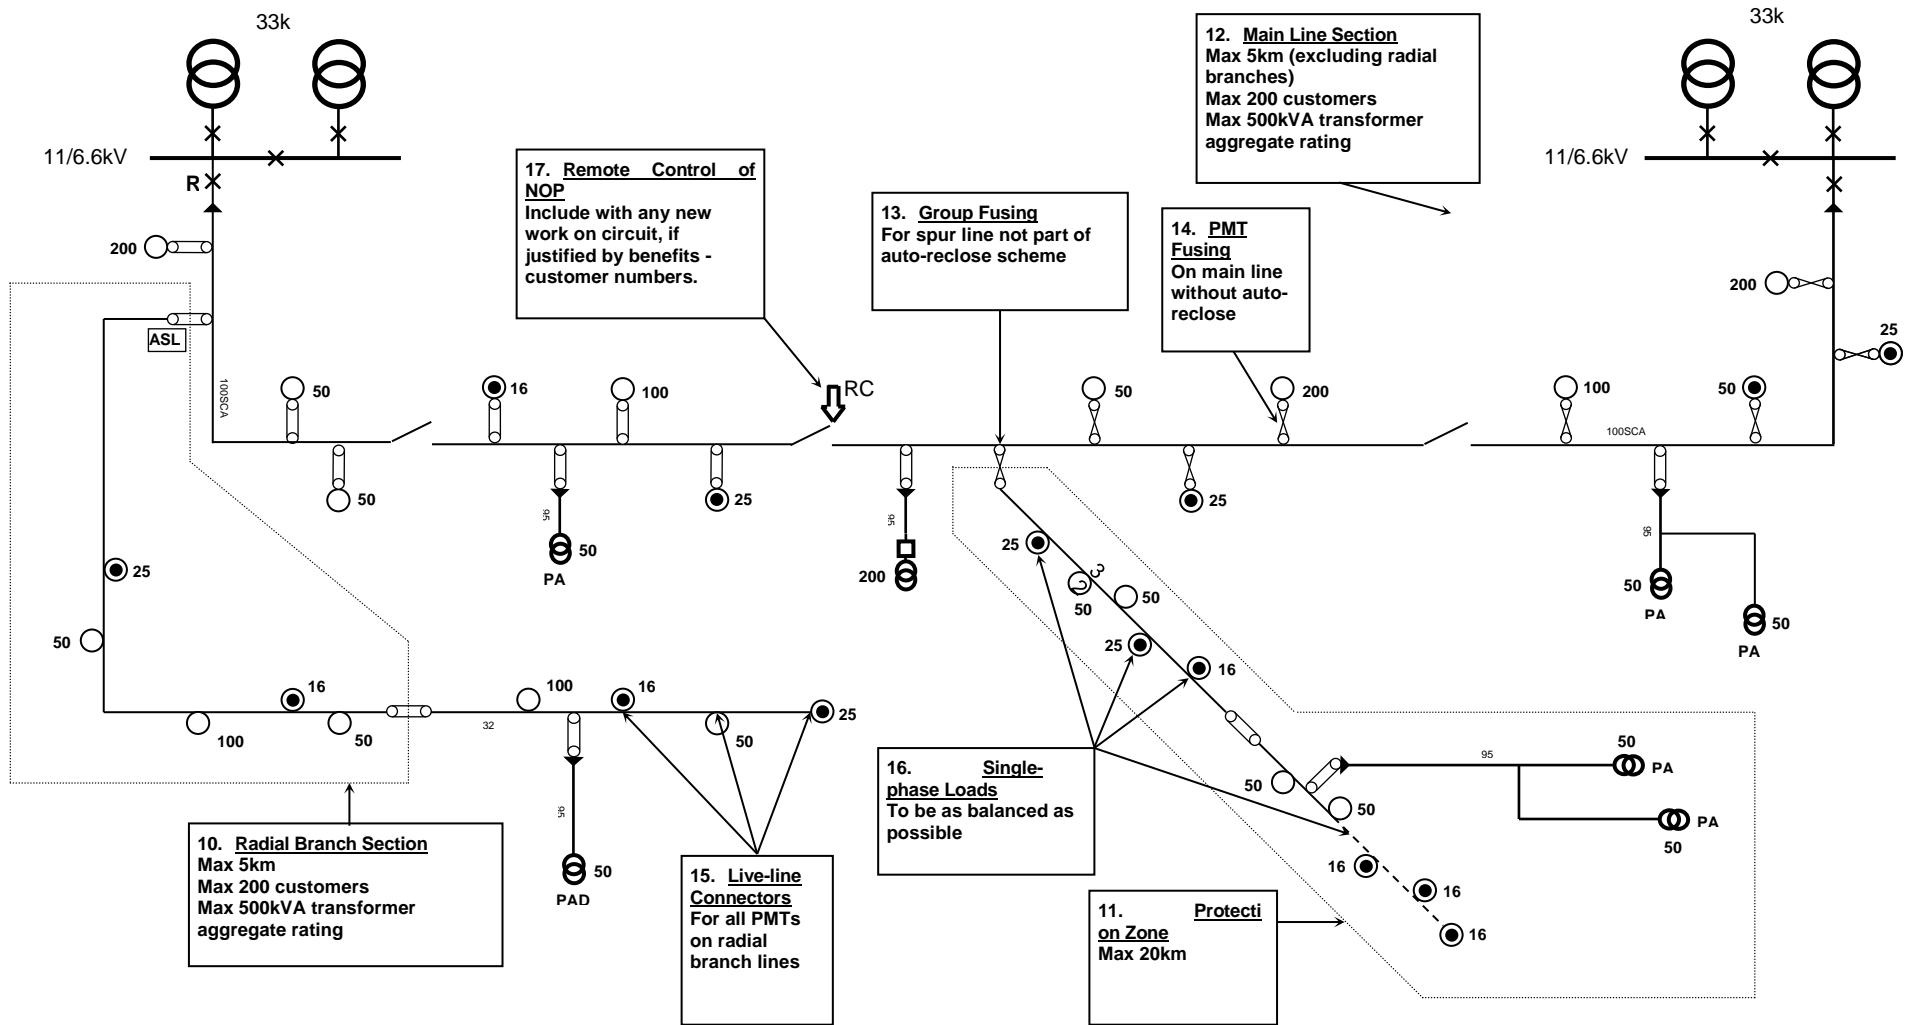 33k
33k
11/6.6kV
11/6.6kV
R
200
ASL
100SCA
50
50
16
100
50
95
PA
25
RC
17. Remote Control of
NOP
Include with any new
work on circuit, if
justified by benefits -
customer numbers.
13. Group Fusing
For spur line not part of
auto-reclose scheme
14. PMT
Fusing
On main line
without auto-
reclose
12. Main Line Section
Max 5km (excluding radial
branches)
Max 200 customers
Max 500kVA transformer
aggregate rating
200
25
50
200
25
100
50
100SCA
95
200
95
50
PA
50
PA
25
50
100
16
50
32
100
16
50
25
95
50
PAD
25
3
2
50
50
25
16
50
50
95
50
PA
PA
50
16
16
16
10. Radial Branch Section
Max 5km
Max 200 customers
Max 500kVA transformer
aggregate rating
15. Live-line
Connectors
For all PMTs
on radial
branch lines
16. Single-
phase Loads
To be as balanced as
possible
11. Protecti
on Zone
Max 20km